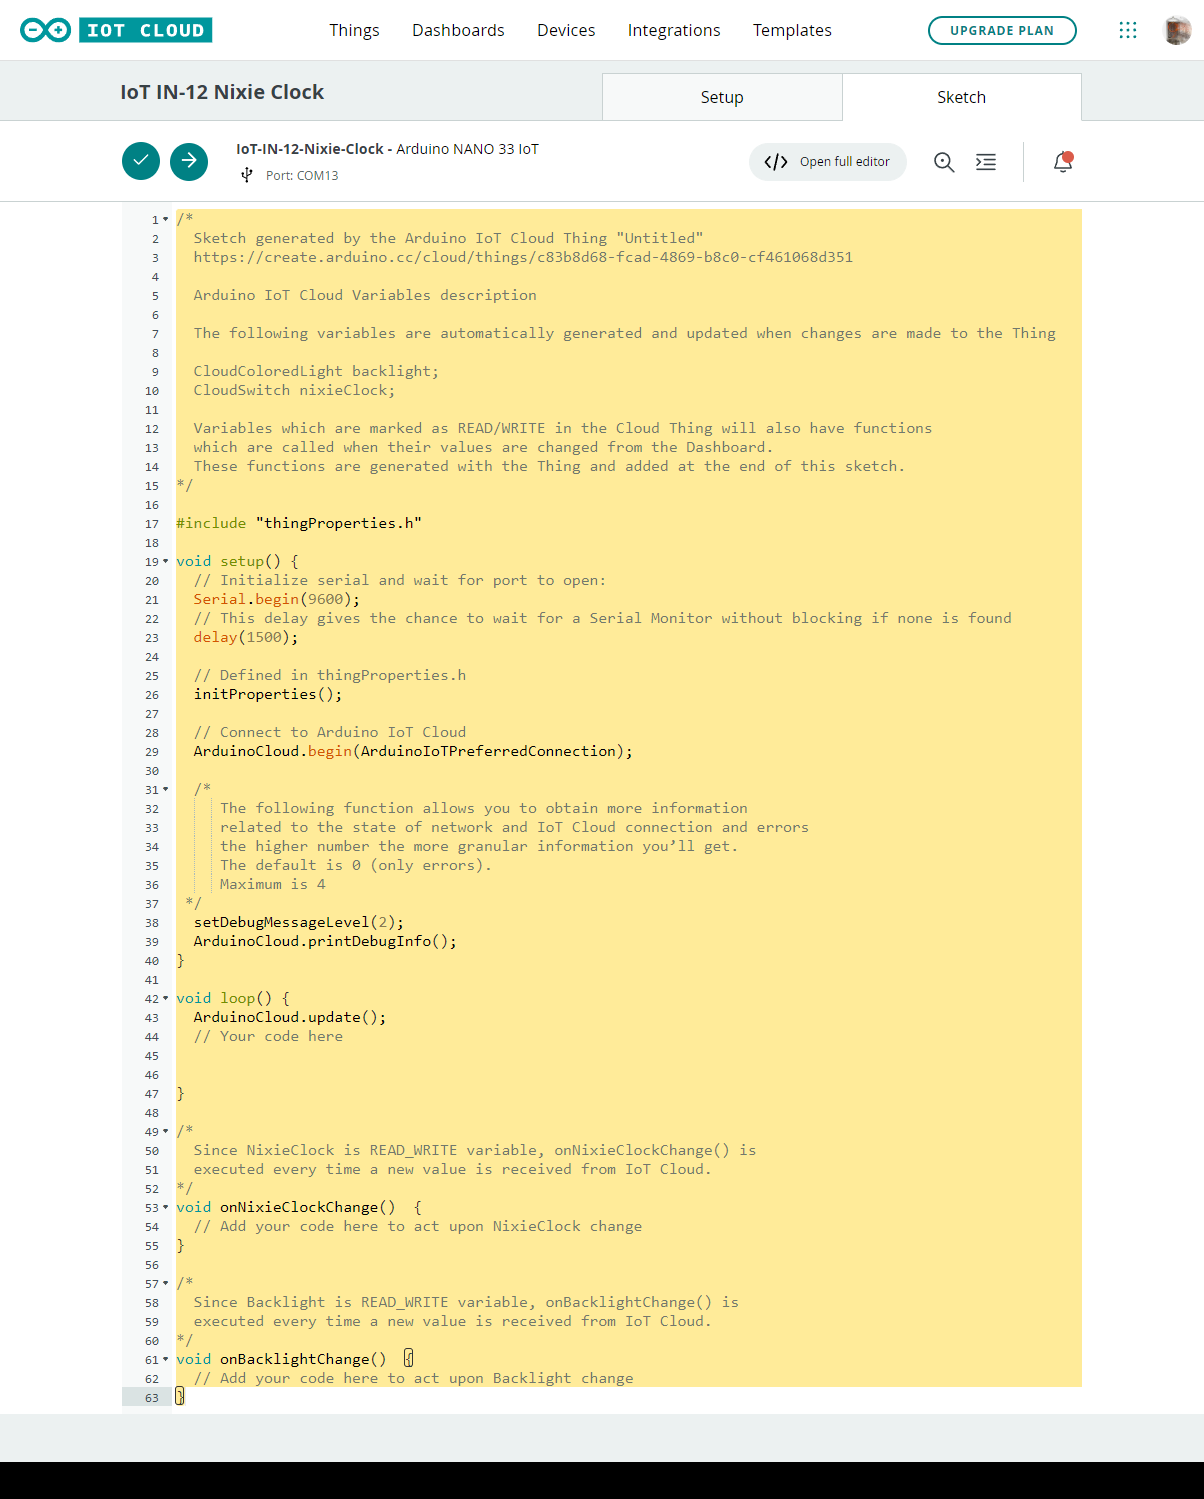 IOT CLOUD
Things Dashboards Devices Integrations Templates
UPGRADE PLAN
IoT IN-12 Nixie Clock
Setup
Sketch
IoT-IN-12-Nixie-Clock - Arduino NANO 33 IoT
Port: COM13
</> Open full editor
1 /*
2 Sketch generated by the Arduino IoT Cloud Thing "Untitled"
3 https://create.arduino.cc/cloud/things/c83b8d68-fcad-4869-b8c0-cf461068d351
4
5 Arduino IoT Cloud Variables description
6
7 The following variables are automatically generated and updated when changes are made to the Thing
8
9 CloudColoredLight backlight;
10 CloudSwitch nixieClock;
11
12 Variables which are marked as READ/WRITE in the Cloud Thing will also have functions
13 which are called when their values are changed from the Dashboard.
14 These functions are generated with the Thing and added at the end of this sketch.
15 */
16
17 #include "thingProperties.h"
18
19 void setup() {
20 // Initialize serial and wait for port to open:
21 Serial.begin(9600);
22 // This delay gives the chance to wait for a Serial Monitor without blocking if none is found
23 delay(1500);
24
25 // Defined in thingProperties.h
26 initProperties();
27
28 // Connect to Arduino IoT Cloud
29 ArduinoCloud.begin(ArduinoIoTPreferredConnection);
30
31 /*
32 The following function allows you to obtain more information
33 related to the state of network and IoT Cloud connection and errors
34 the higher number the more granular information you’ll get.
35 The default is 0 (only errors).
36 Maximum is 4
37 */
38 setDebugMessageLevel(2);
39 ArduinoCloud.printDebugInfo();
40 }
41
42 void loop() {
43 ArduinoCloud.update();
44 // Your code here
45
46
47 }
48
49 /*
50 Since NixieClock is READ_WRITE variable, onNixieClockChange() is
51 executed every time a new value is received from IoT Cloud.
52 */
53 void onNixieClockChange() {
54 // Add your code here to act upon NixieClock change
55 }
56
57 /*
58 Since Backlight is READ_WRITE variable, onBacklightChange() is
59 executed every time a new value is received from IoT Cloud.
60 */
61 void onBacklightChange() {
62 // Add your code here to act upon Backlight change
63 }